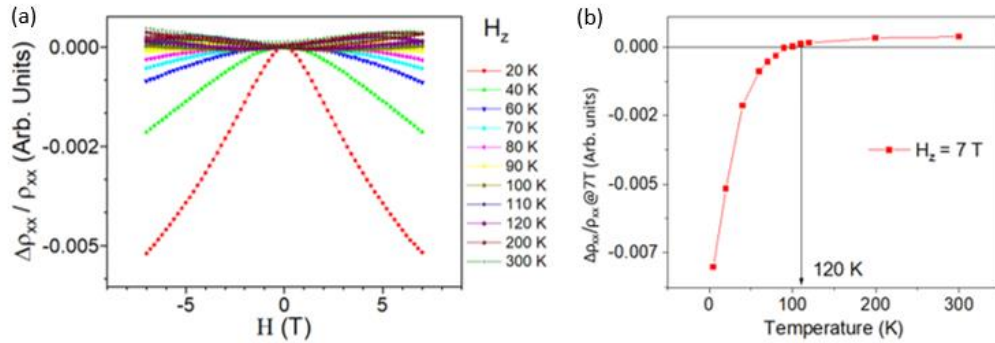 (a)
Δρxx / ρxx (Arb. Units)
0.000
-0.002
-0.005
-5
0
5
H (T)
Hz
20 K
40 K
60 K
70 K
80 K
90 K
100 K
110 K
120 K
200 K
300 K
(b)
Δρxx/ρxx@7T (Arb. units)
0.000
-0.002
-0.005
-0.007
0
100
200
300
Temperature (K)
Hz = 7 T
120 K